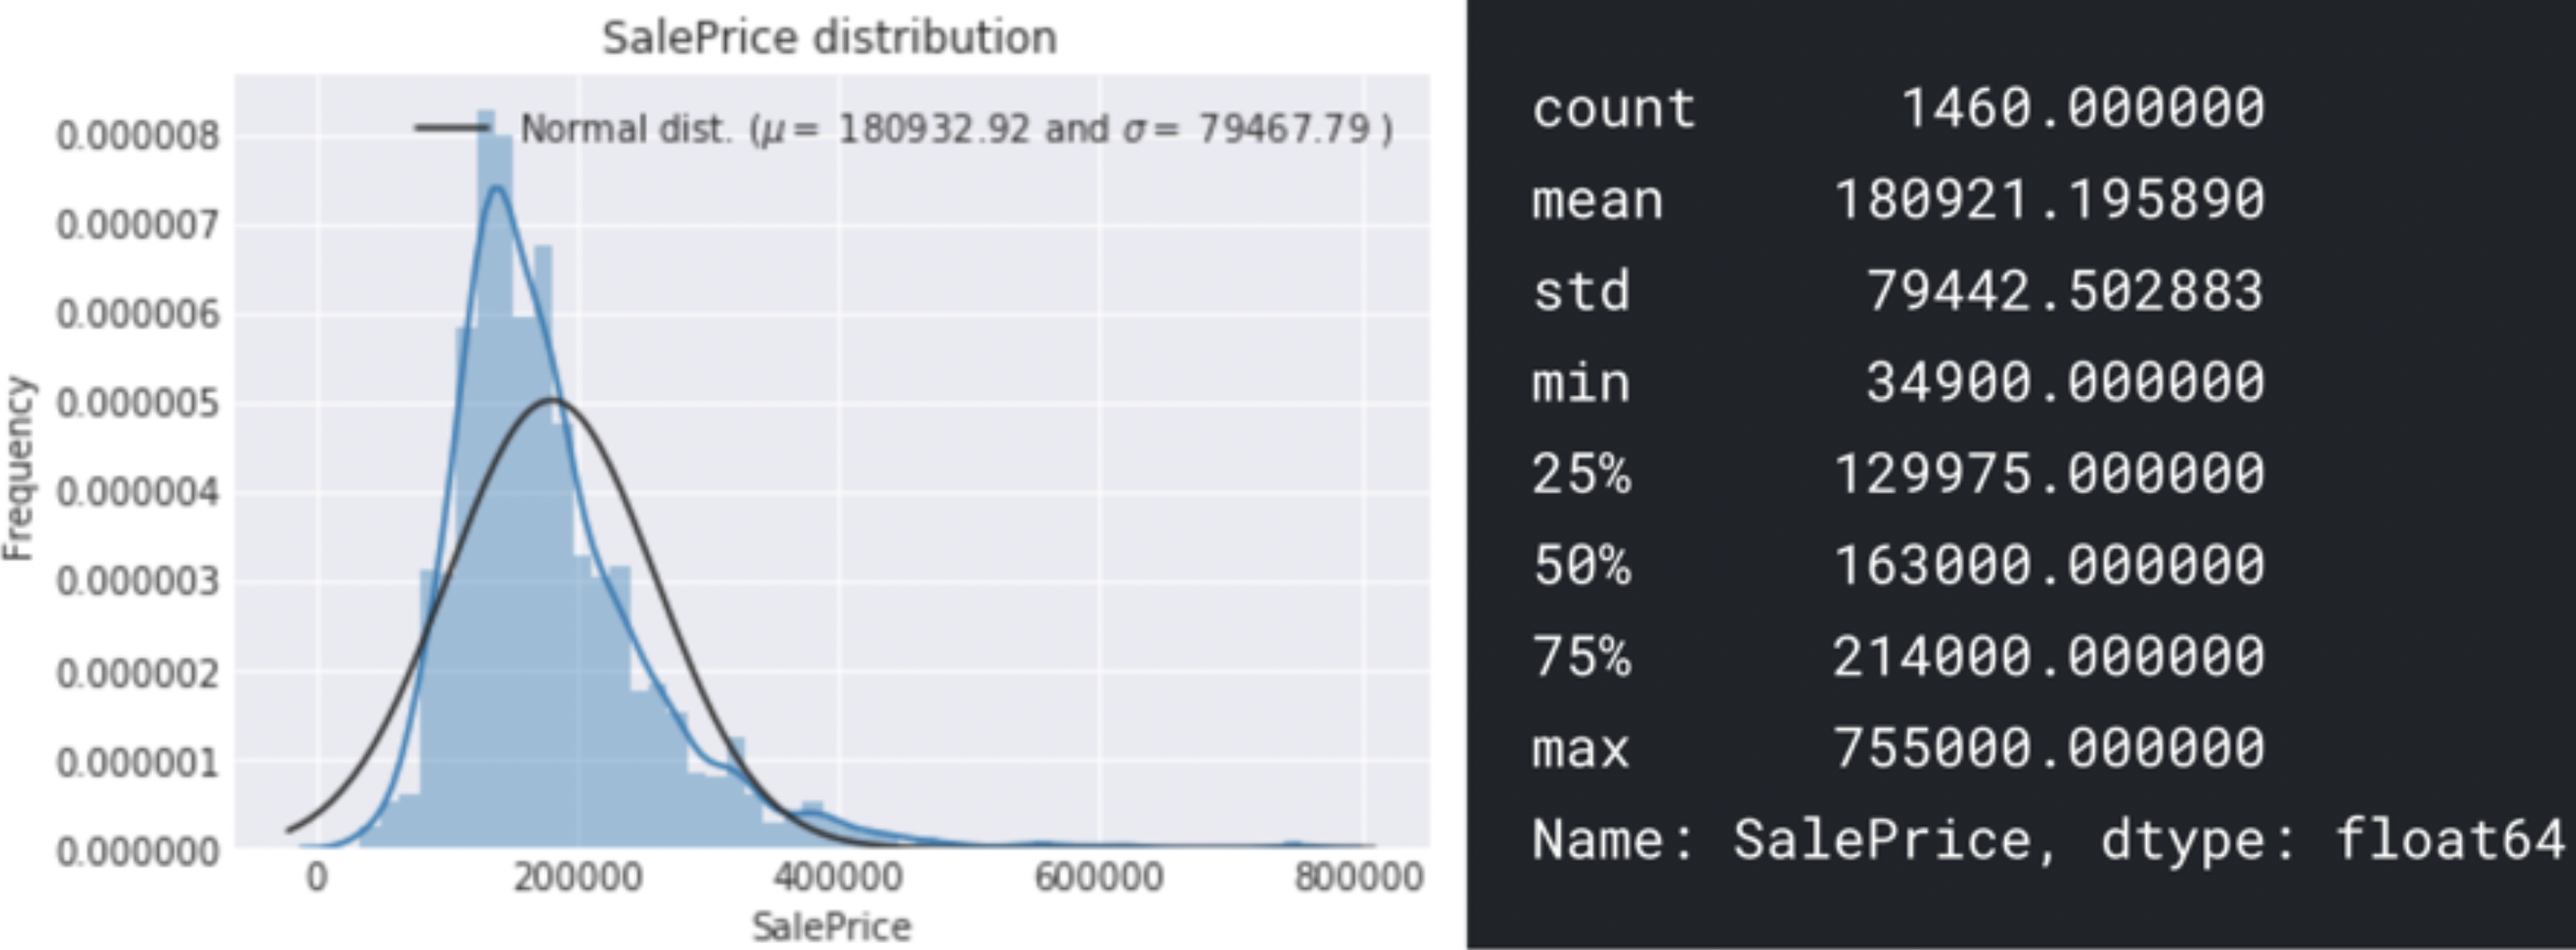 SalePrice distribution
Normal dist. (μ = 180932.92 and σ = 79467.79 )
0.000008
0.000007
0.000006
0.000005
0.000004
0.000003
0.000002
0.000001
0.000000
Frequency
0 200000 400000 600000 800000
SalePrice
count 1460.000000
mean 180921.195890
std 79442.502883
min 34900.000000
25% 129975.000000
50% 163000.000000
75% 214000.000000
max 755000.000000
Name: SalePrice, dtype: float64